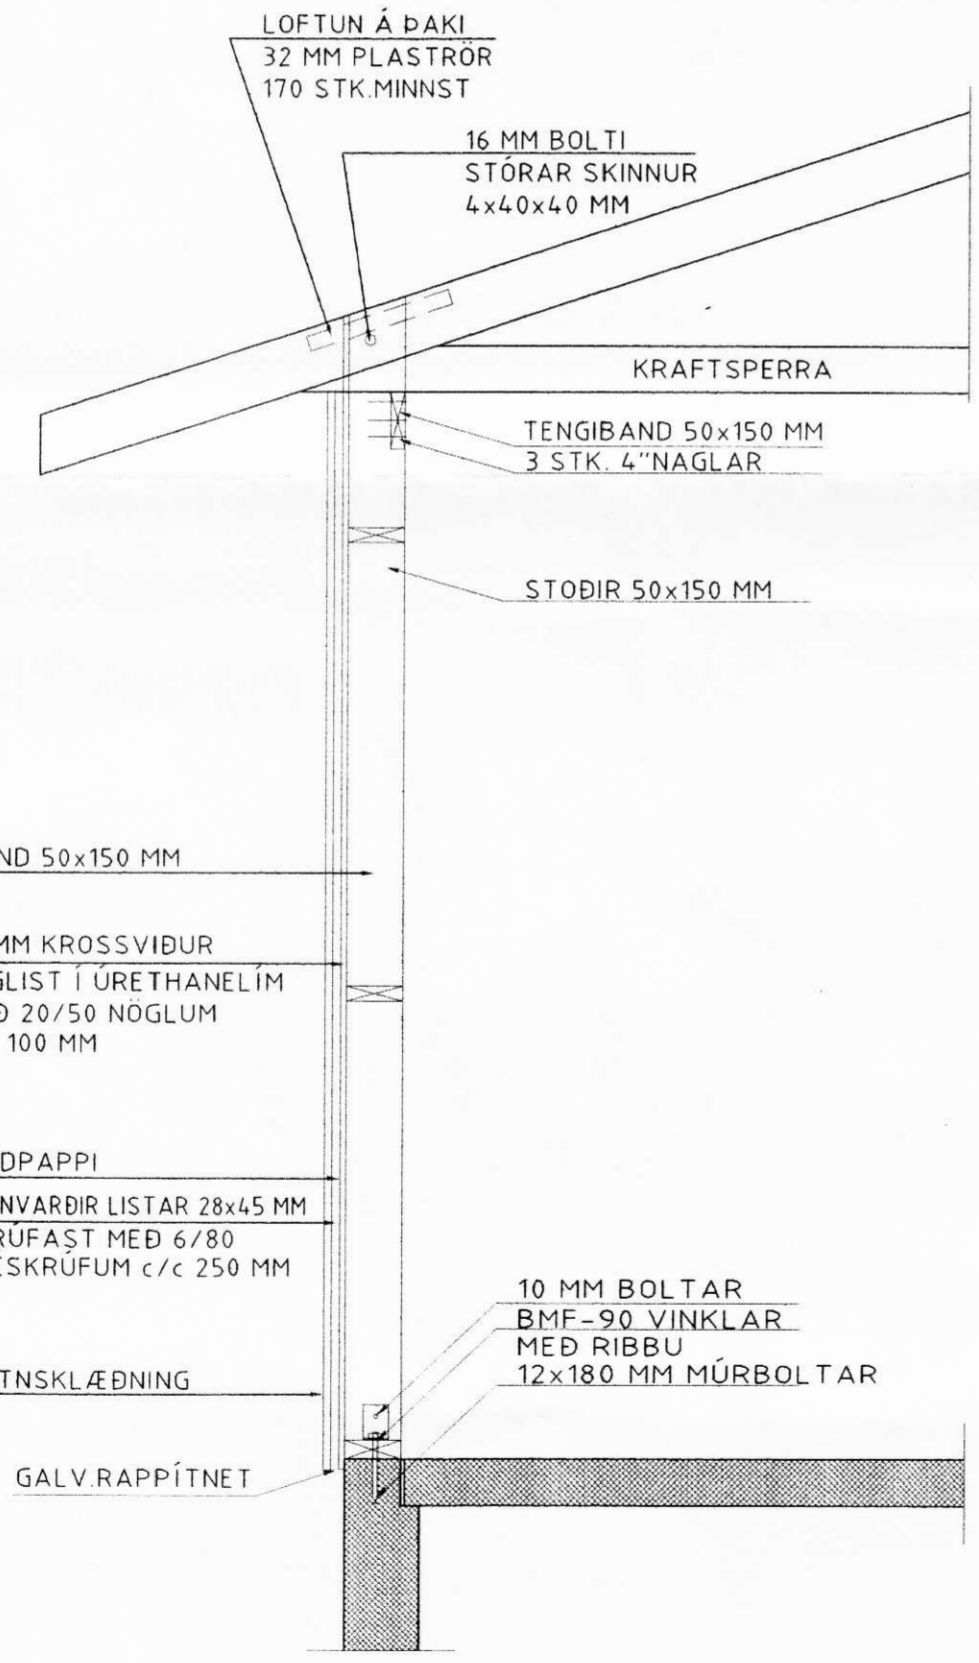 LOFTUN Á ÞAKI
32 MM PLASTRÖR
170 STK.MINNST
16 MM BOLTI
STÓRAR SKINNUR
4x40x40 MM
KRAFTSPERRA
TENGIBAND 50x150 MM
3 STK. 4"NAGLAR
STOÐIR 50x150 MM
ND 50x150 MM
MM KROSSVIÐUR
GLIST Í ÚRETHANELÍM
Ð 20/50 NÖGLUM
100 MM
DPAPPI
NVARÐIR LISTAR 28x45 MM
RÚFAST MEÐ 6/80
ESKRÚFUM c/c 250 MM
10 MM BOLTAR
BMF-90 VINKLAR
MEÐ RIBBU
12x180 MM MÚRBOLTAR
TNSKLÆÐNING
GALV.RAPPÍTNET